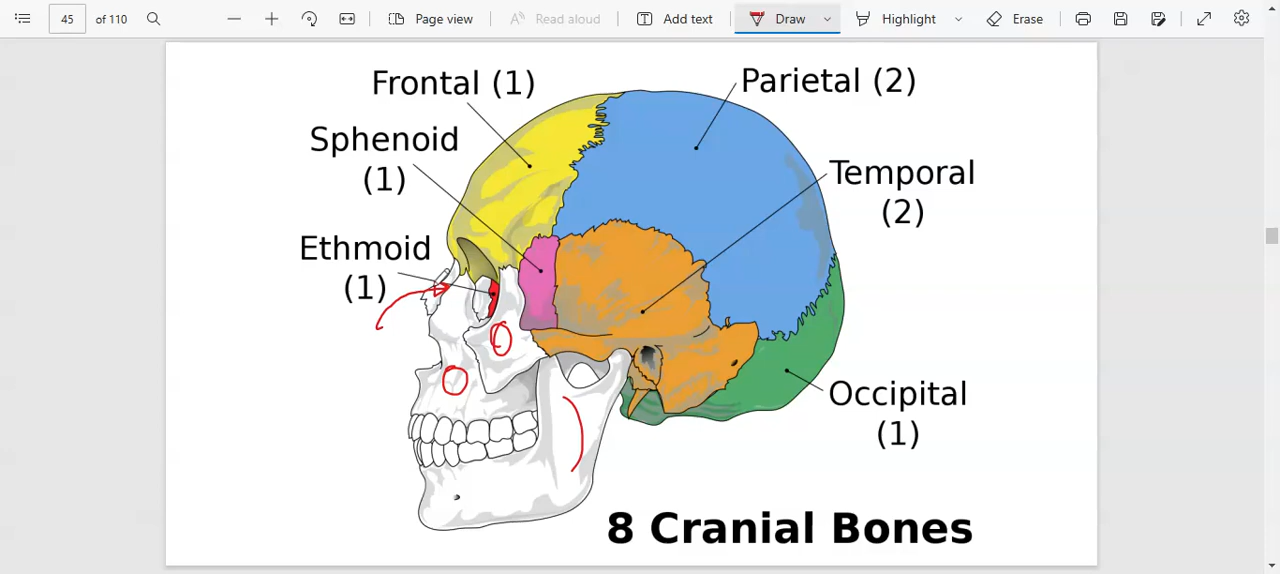 45 of 110 Page view Read aloud Add text Draw Highlight Erase
Frontal (1)
Parietal (2)
Sphenoid
(1)
Temporal
(2)
Ethmoid
(1)
Occipital
(1)
8 Cranial Bones